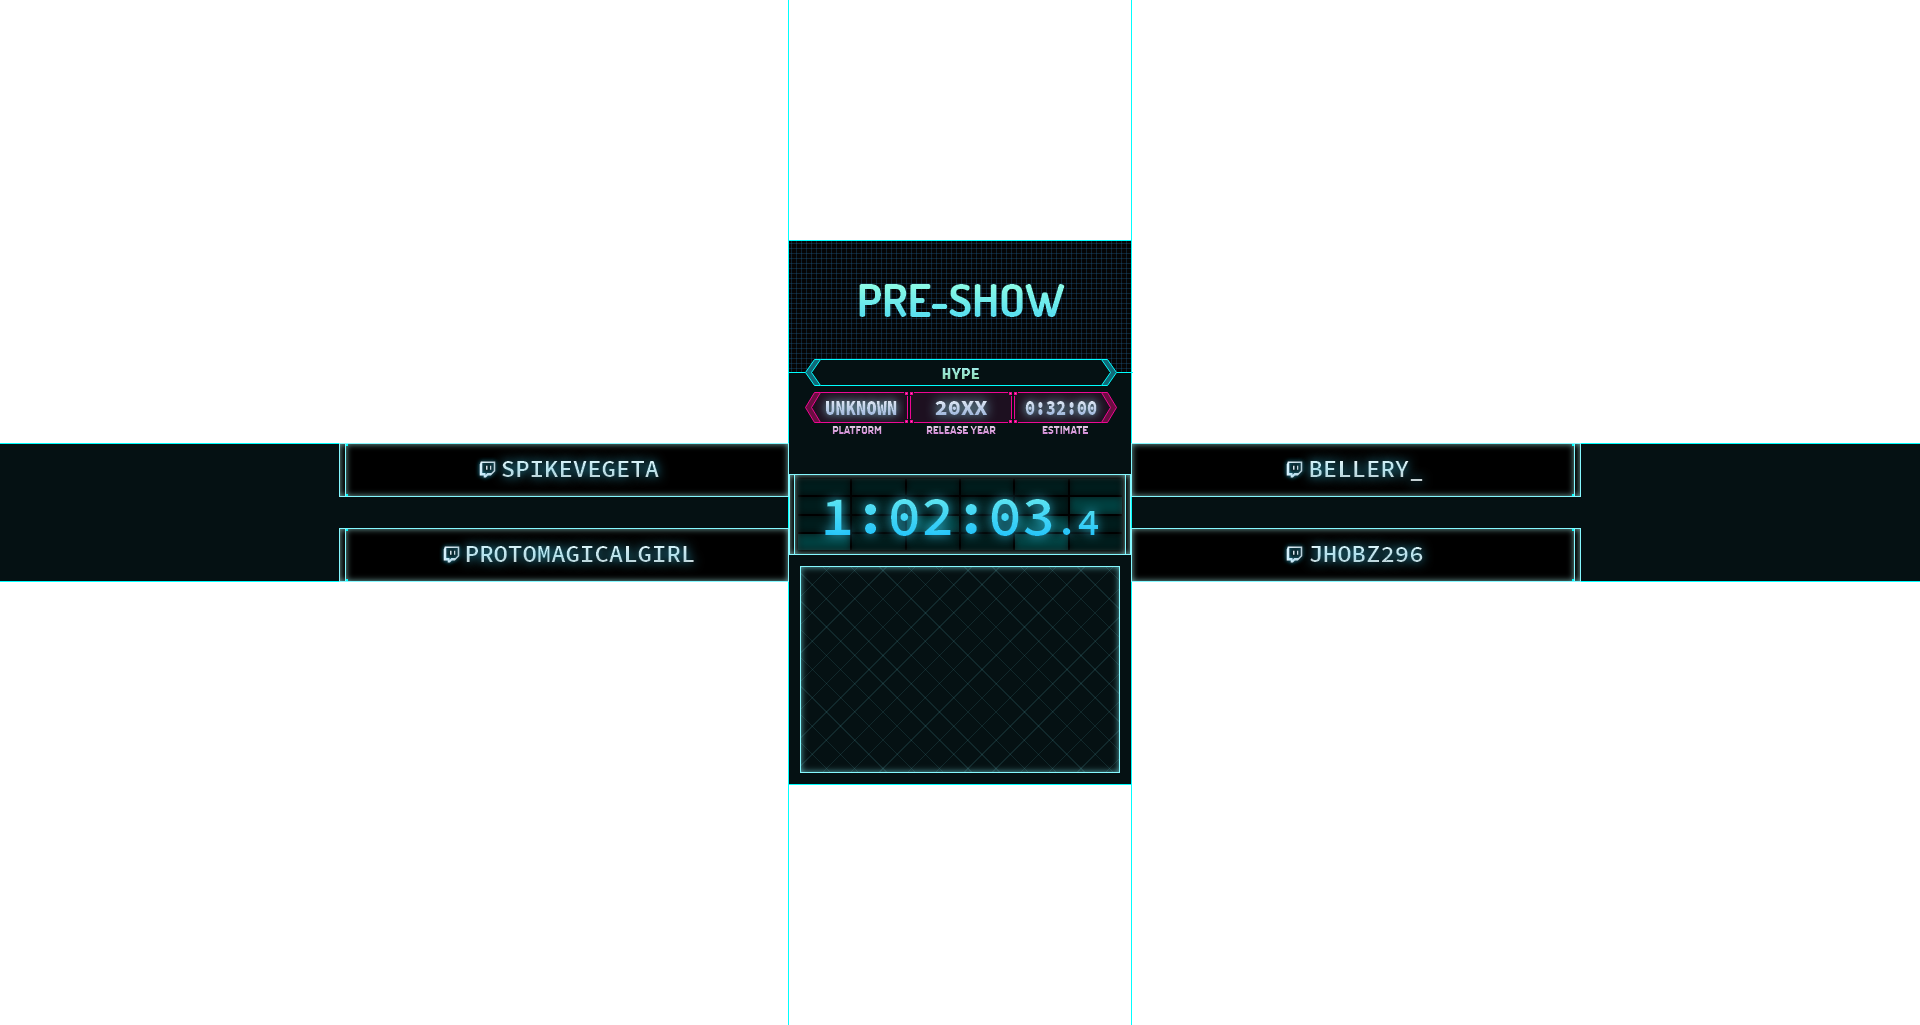 PRE-SHOW
HYPE
UNKNOWN 20XX 0:32:00
PLATFORM RELEASE YEAR ESTIMATE
SPIKEVEGETA BELLERY_
1:02:03.4
PROTOMAGICALGIRL JHOBZ296